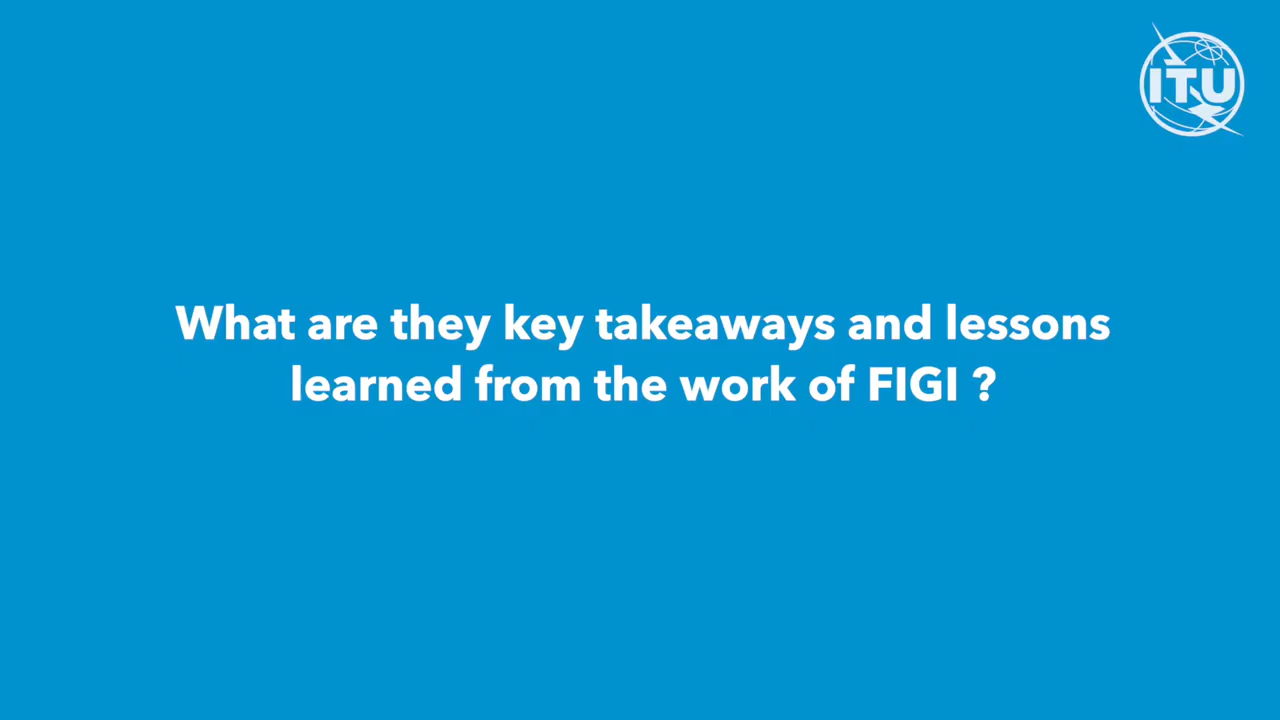 ITU
What are they key takeaways and lessons
learned from the work of FIGI ?